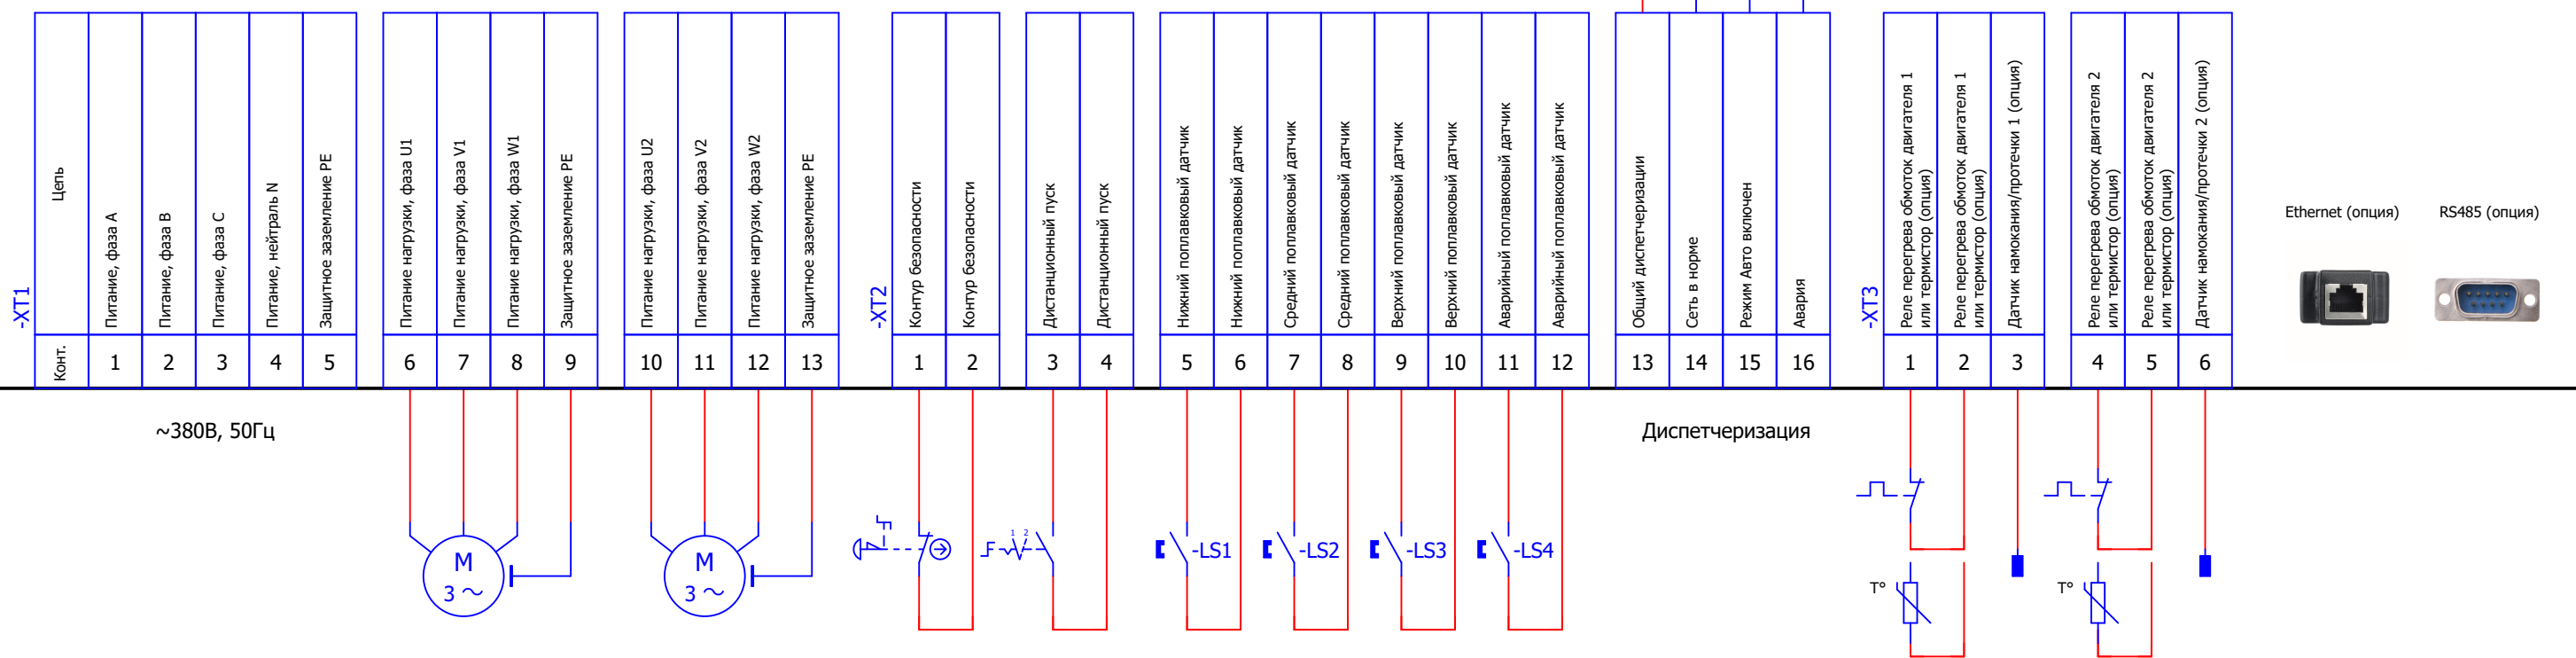 -XT1
Цепь
Конт.
Питание, фаза A
1
Питание, фаза B
2
Питание, фаза C
3
Питание, нейтраль N
4
Защитное заземление PE
5
Питание нагрузки, фаза U1
6
Питание нагрузки, фаза V1
7
Питание нагрузки, фаза W1
8
Защитное заземление PE
9
Питание нагрузки, фаза U2
10
Питание нагрузки, фаза V2
11
Питание нагрузки, фаза W2
12
Защитное заземление PE
13
-XT2
Контур безопасности
1
Контур безопасности
2
Дистанционный пуск
3
Дистанционный пуск
4
Нижний поплавковый датчик
5
Нижний поплавковый датчик
6
Средний поплавковый датчик
7
Средний поплавковый датчик
8
Верхний поплавковый датчик
9
Верхний поплавковый датчик
10
Аварийный поплавковый датчик
11
Аварийный поплавковый датчик
12
Общий диспетчеризации
13
Сеть в норме
14
Режим Авто включен
15
Авария
16
-XT3
Реле перегрева обмоток двигателя 1
или термистор (опция)
1
Реле перегрева обмоток двигателя 1
или термистор (опция)
2
Датчик намокания/протечки 1 (опция)
3
Реле перегрева обмоток двигателя 2
или термистор (опция)
4
Реле перегрева обмоток двигателя 2
или термистор (опция)
5
Датчик намокания/протечки 2 (опция)
6
Ethernet (опция)
RS485 (опция)
~380В, 50Гц
Диспетчеризация
M
3 ~
M
3 ~
1 2
-LS1
-LS2
-LS3
-LS4
T°
T°